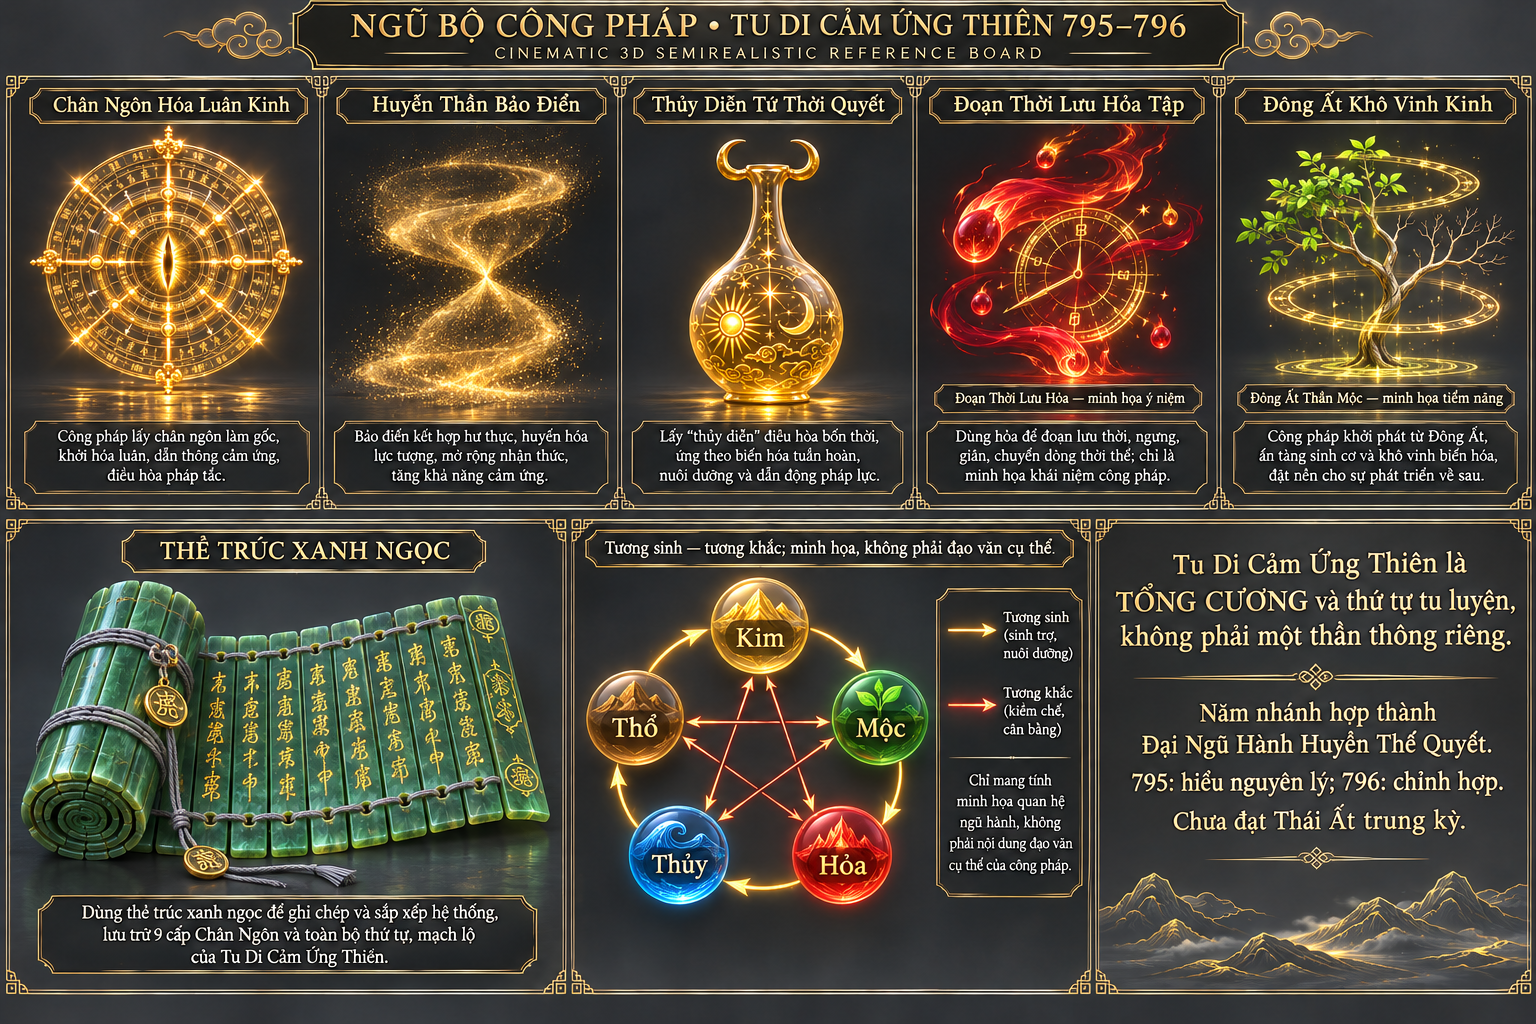 NGŨ BỘ CÔNG PHÁP • TU DI CẢM ỨNG THIÊN 795–796
CINEMATIC 3D SEMIREALISTIC REFERENCE BOARD
Chân Ngôn Hóa Luân Kinh
Công pháp lấy chân ngôn làm gốc,
khởi hóa luân, dẫn thông cảm ứng,
điều hòa pháp tắc.
Huyễn Thần Bảo Điển
Bảo điển kết hợp hư thực, huyễn hóa
lực tượng, mở rộng nhận thức,
tăng khả năng cảm ứng.
Thủy Diễn Tứ Thời Quyết
Lấy “thủy diễn” điều hòa bốn thời,
ứng theo biến hóa tuần hoàn,
nuôi dưỡng và dẫn động pháp lực.
Đoạn Thời Lưu Hỏa Tập
Đoạn Thời Lưu Hỏa — minh họa ý niệm
Dùng hỏa để đoạn lưu thời, ngưng,
giãn, chuyển dòng thời thế; chỉ là
minh họa khái niệm công pháp.
Đông Ất Khô Vinh Kinh
Đông Ất Thần Mộc — minh họa tiềm năng
Công pháp khởi phát từ Đông Ất,
ẩn tàng sinh cơ và khô vinh biến hóa,
đặt nền cho sự phát triển về sau.
THẺ TRÚC XANH NGỌC
Dùng thẻ trúc xanh ngọc để ghi chép và sắp xếp hệ thống,
lưu trữ 9 cấp Chân Ngôn và toàn bộ thứ tự, mạch lộ
của Tu Di Cảm Ứng Thiên.
Tương sinh — tương khắc; minh họa, không phải đạo văn cụ thể.
Kim
Thổ
Mộc
Thủy
Hỏa
Tương sinh
(sinh trợ,
nuôi dưỡng)
Tương khắc
(kiềm chế,
cân bằng)
Chỉ mang tính
minh họa quan hệ
ngũ hành, không
phải nội dung đạo văn
cụ thể của công pháp.
Tu Di Cảm Ứng Thiên là
TỔNG CƯƠNG và thứ tự tu luyện,
không phải một thần thông riêng.
Năm nhánh hợp thành
Đại Ngũ Hành Huyễn Thế Quyết.
795: hiểu nguyên lý; 796: chỉnh hợp.
Chưa đạt Thái Ất trung kỳ.